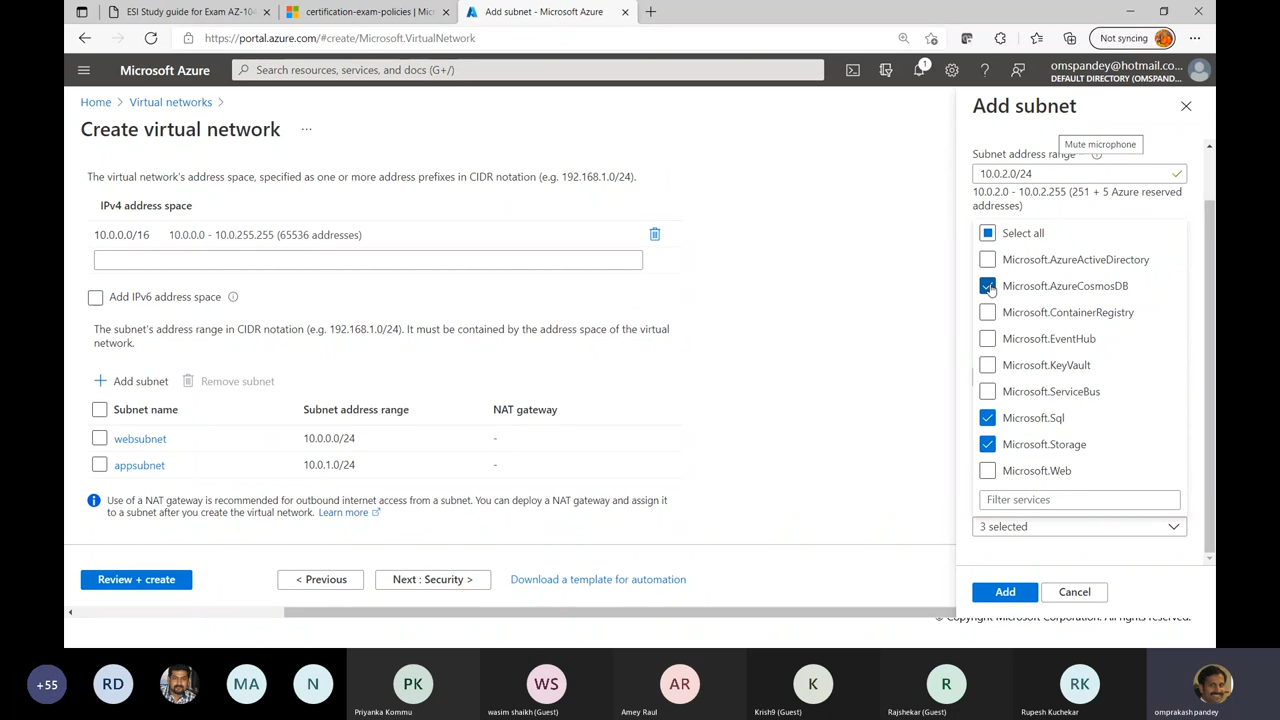 ESI Study guide for Exam AZ-104
certification-exam-policies | Mic
Add subnet - Microsoft Azure
https://portal.azure.com/#create/Microsoft.VirtualNetwork
Not syncing
Microsoft Azure
Search resources, services, and docs (G+/)
1
omspandey@hotmail.co...
DEFAULT DIRECTORY (OMSPAND...
Home > Virtual networks >
Create virtual network ...
The virtual network's address space, specified as one or more address prefixes in CIDR notation (e.g. 192.168.1.0/24).
IPv4 address space
10.0.0.0/16 10.0.0.0 - 10.0.255.255 (65536 addresses)
Add IPv6 address space
The subnet's address range in CIDR notation (e.g. 192.168.1.0/24). It must be contained by the address space of the virtual
network.
+ Add subnet Remove subnet
Subnet name Subnet address range NAT gateway
websubnet 10.0.0.0/24 -
appsubnet 10.0.1.0/24 -
Use of a NAT gateway is recommended for outbound internet access from a subnet. You can deploy a NAT gateway and assign it
to a subnet after you create the virtual network. Learn more
Review + create < Previous Next : Security > Download a template for automation
Add subnet
Mute microphone
Subnet address range
10.0.2.0/24
10.0.2.0 - 10.0.2.255 (251 + 5 Azure reserved
addresses)
Select all
Microsoft.AzureActiveDirectory
Microsoft.AzureCosmosDB
Microsoft.ContainerRegistry
Microsoft.EventHub
Microsoft.KeyVault
Microsoft.ServiceBus
Microsoft.Sql
Microsoft.Storage
Microsoft.Web
Filter services
3 selected
Add Cancel
© Copyright Microsoft Corporation. All rights reserved.
+55 RD MA N PK WS AR K R RK
Priyanka Kommu wasim shaikh (Guest) Amey Raul Krish9 (Guest) Rajshekar (Guest) Rupesh Kuchekar omprakash pandey